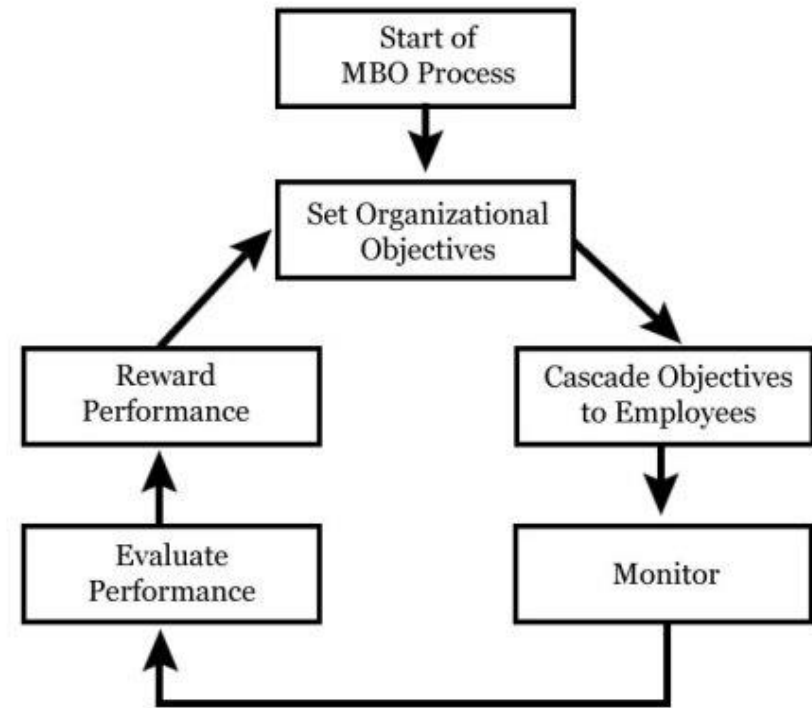 Start of
MBO Process
Set Organizational
Objectives
Cascade Objectives
to Employees
Monitor
Evaluate
Performance
Reward
Performance